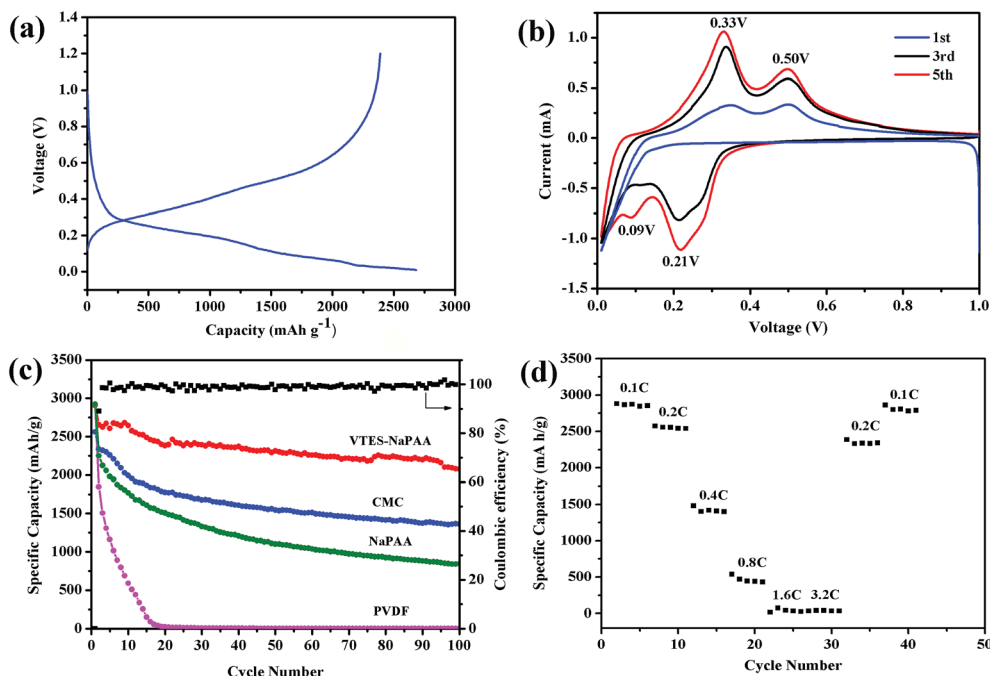 (a)
Voltage (V)
1.2
1.0
0.8
0.6
0.4
0.2
0.0
0 500 1000 1500 2000 2500 3000
Capacity (mAh g-1)
(b)
Current (mA)
1.0
0.5
0.0
-0.5
-1.0
-1.5
0.33V
0.50V
0.09V
0.21V
1st
3rd
5th
0.0 0.2 0.4 0.6 0.8 1.0
Voltage (V)
(c)
Specific Capacity (mAh/g)
3500
3000
2500
2000
1500
1000
500
0
VTES-NaPAA
CMC
NaPAA
PVDF
100
80
60
40
20
0
Coulombic efficiency (%)
0 10 20 30 40 50 60 70 80 90 100
Cycle Number
(d)
Specific Capacity (mA h/g)
3500
3000
2500
2000
1500
1000
500
0
0.1C
0.2C
0.4C
0.8C
1.6C 3.2C
0.2C
0.1C
0 10 20 30 40 50
Cycle Number